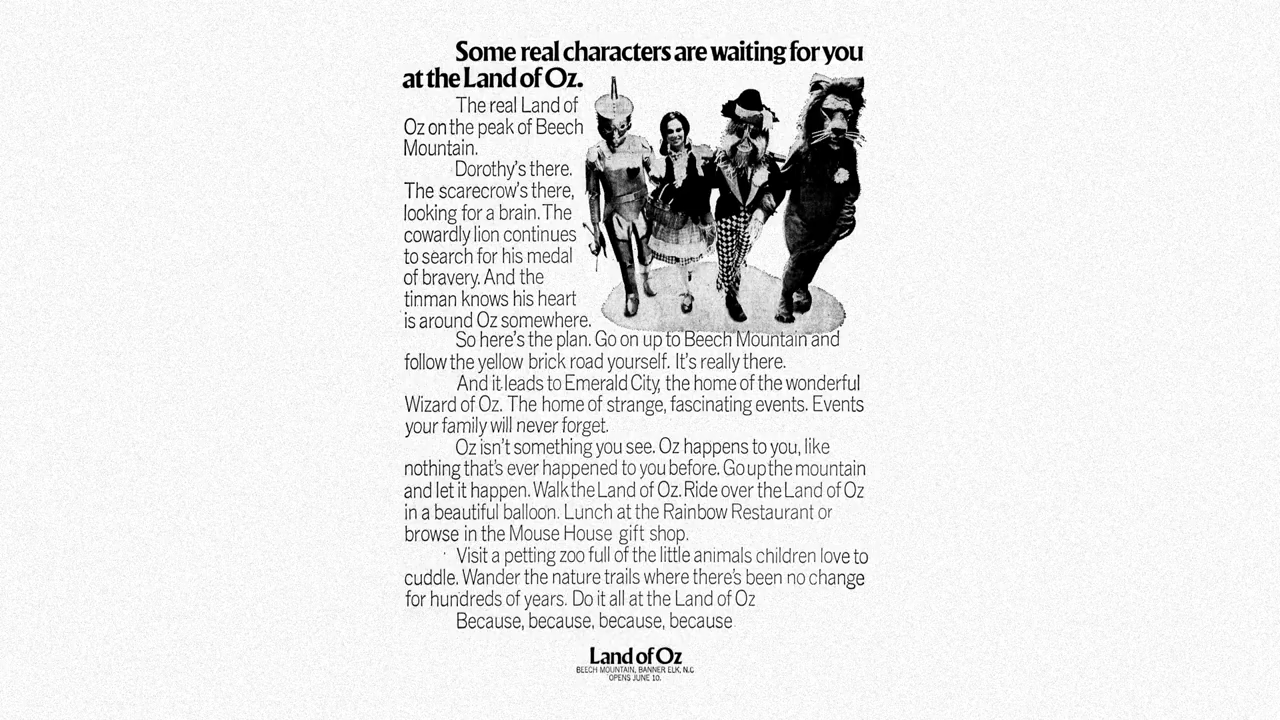 Some real characters are waiting for you
at the Land of Oz.
The real Land of
Oz on the peak of Beech
Mountain.
Dorothy's there.
The scarecrow's there,
looking for a brain. The
cowardly lion continues
to search for his medal
of bravery. And the
tinman knows his heart
is around Oz somewhere.
So here's the plan. Go on up to Beech Mountain and
follow the yellow brick road yourself. It's really there.
And it leads to Emerald City, the home of the wonderful
Wizard of Oz. The home of strange, fascinating events. Events
your family will never forget.
Oz isn't something you see. Oz happens to you, like
nothing that's ever happened to you before. Go up the mountain
and let it happen. Walk the Land of Oz. Ride over the Land of Oz
in a beautiful balloon. Lunch at the Rainbow Restaurant or
browse in the Mouse House gift shop.
Visit a petting zoo full of the little animals children love to
cuddle. Wander the nature trails where there's been no change
for hundreds of years. Do it all at the Land of Oz
Because, because, because, because
Land of Oz
BEECH MOUNTAIN, BANNER ELK, N.C
OPENS JUNE 10.